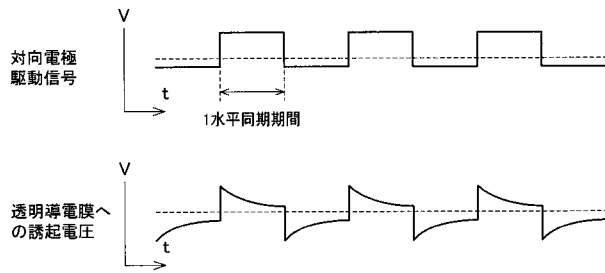 V
対向電極
駆動信号
t
1水平同期期間
V
透明導電膜へ
の誘起電圧
t